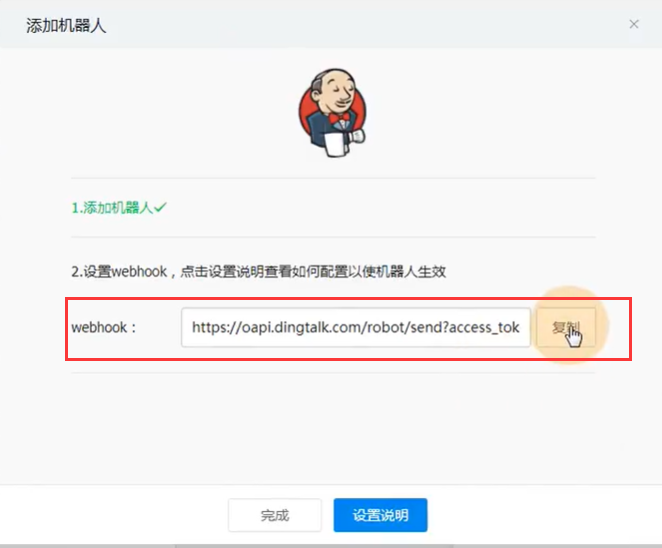 添加机器人
1.添加机器人✓
2.设置webhook，点击设置说明查看如何配置以使机器人生效
webhook： https://oapi.dingtalk.com/robot/send?access_tok 复制
完成 设置说明